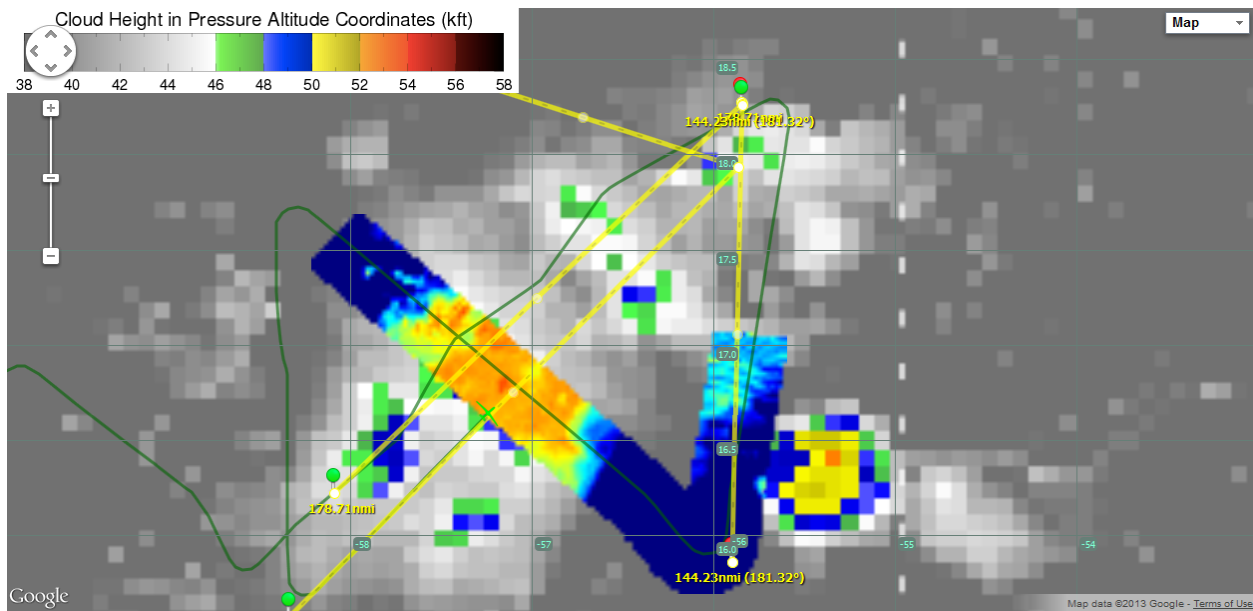 Cloud Height in Pressure Altitude Coordinates (kft)
38 40 42 44 46 48 50 52 54 56 58
Map
18.5
144.23nmi (181.32°)
18.0
17.5
17.0
16.5
178.71nmi
-58 -57 -56 -55 -54
16.0
144.23nmi (181.32°)
Google
Map data ©2013 Google - Terms of Use